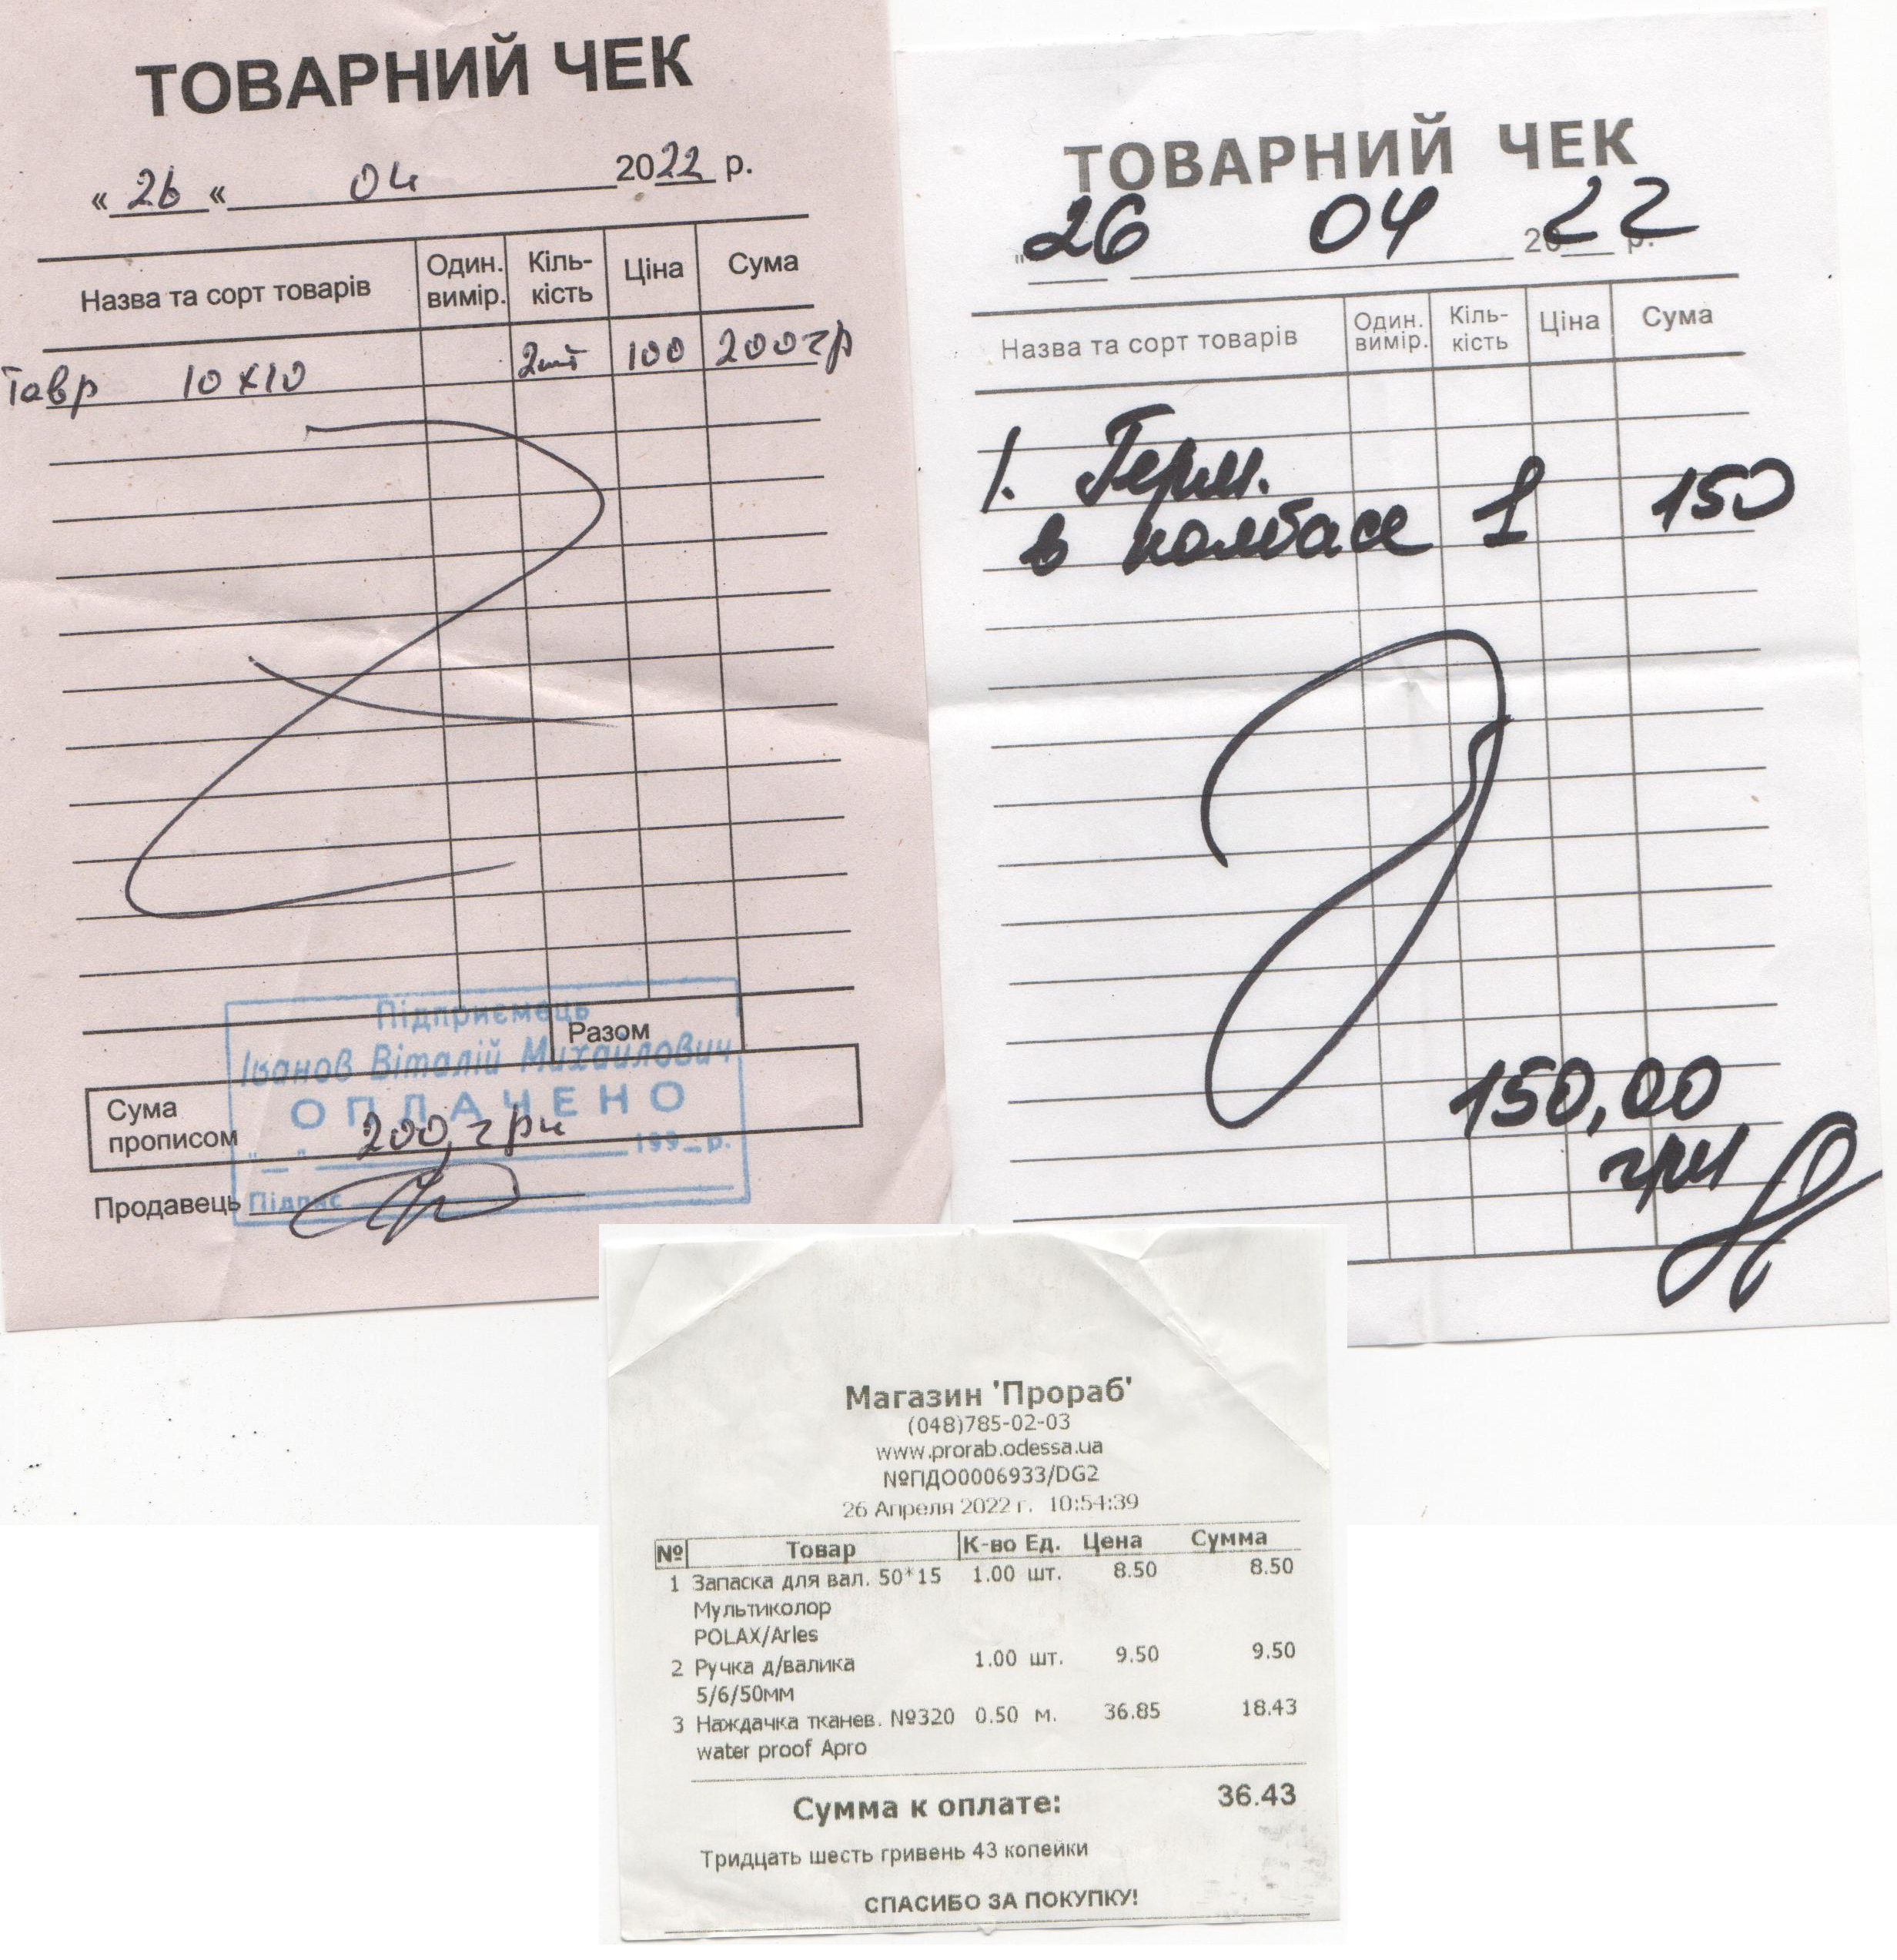 ТОВАРНИЙ ЧЕК
« 26 « 04 2022 р.
Назва та сорт товарів Один. вимір. Кіль-кість Ціна Сума
Тавр 10х10 2шт 100 200гр
Підприємець
Разом
Іванов Віталій Михайлович
ОПЛАЧЕНО
Сума прописом 200, грн
"_" 199_р.
Продавець Підпис
ТОВАРНИЙ ЧЕК
" 26 04 2022 р.
Назва та сорт товарів Один. вимір. Кіль-кість Ціна Сума
1. Герм.
в колбасе 1 150
150,00
грн
Магазин 'Прораб'
(048)785-02-03
www.prorab.odessa.ua
№ПДО0006933/DG2
26 Апреля 2022 г. 10:54:39
№ Товар К-во Ед. Цена Сумма
1 Запаска для вал. 50*15 1.00 шт. 8.50 8.50
Мультиколор
POLAX/Arles
2 Ручка д/валика 1.00 шт. 9.50 9.50
5/6/50мм
3 Наждачка тканев. №320 0.50 м. 36.85 18.43
water proof Apro
Сумма к оплате: 36.43
Тридцать шесть гривень 43 копейки
СПАСИБО ЗА ПОКУПКУ!